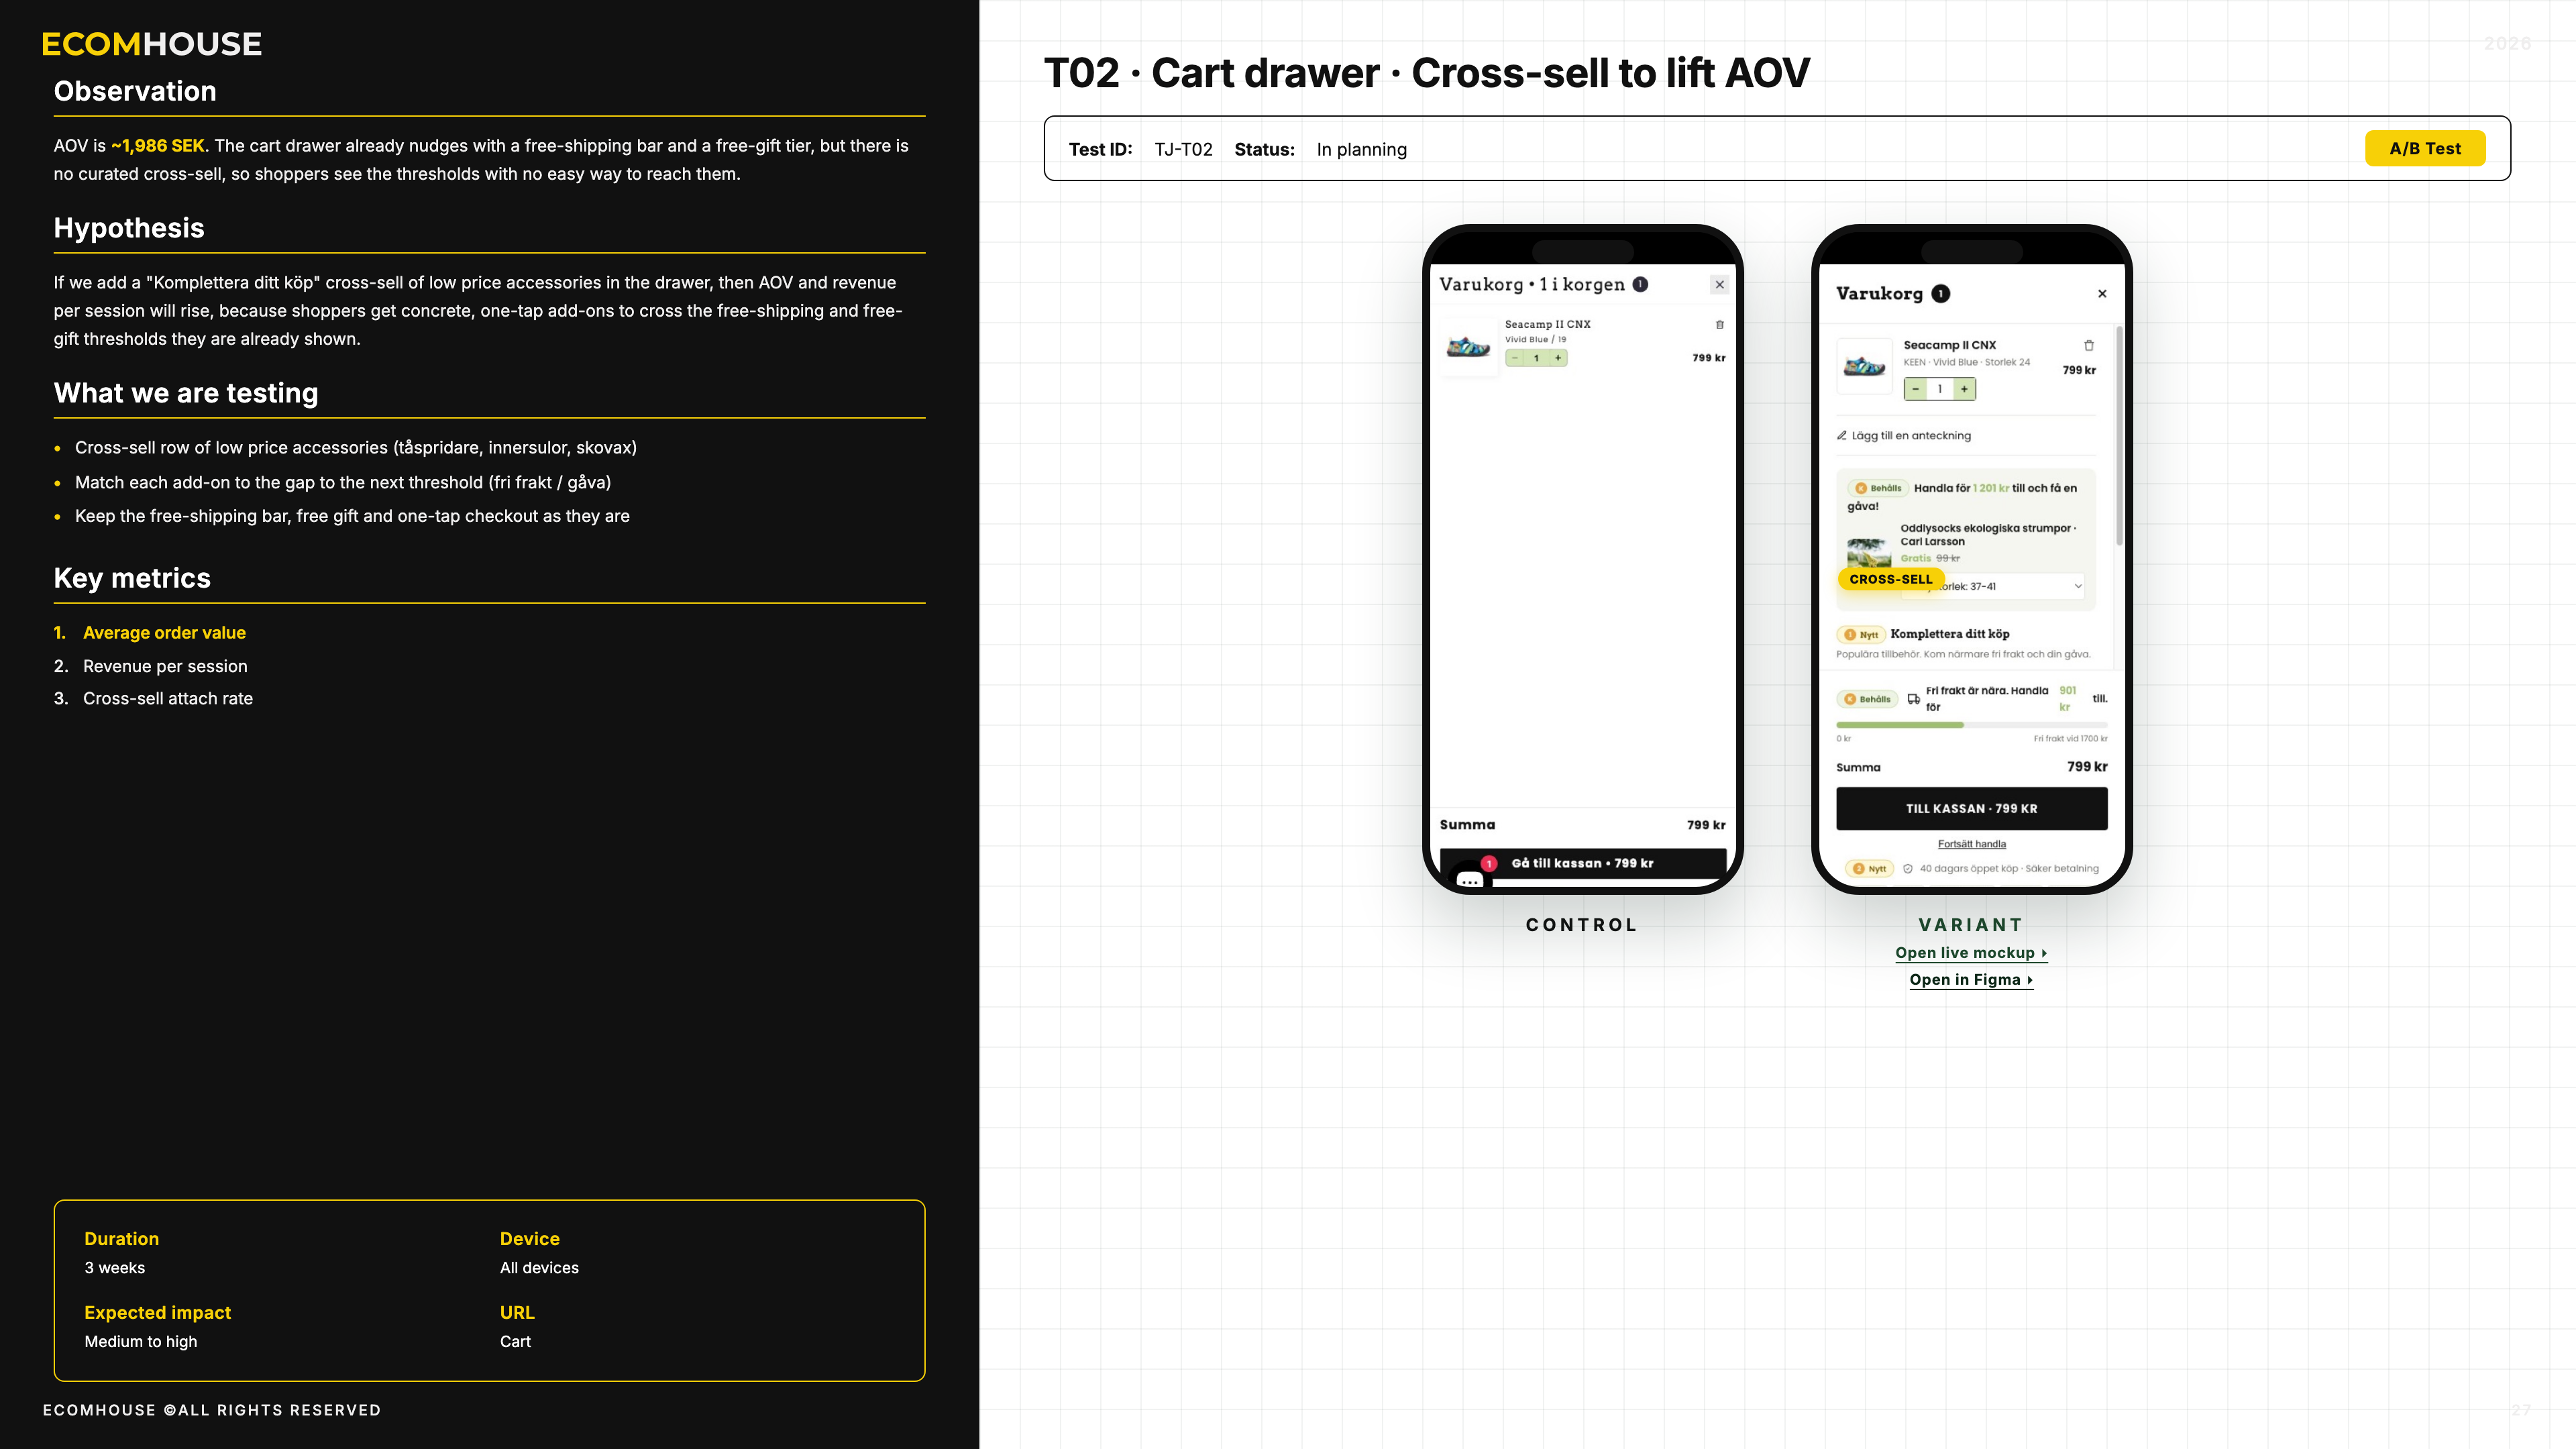 ECOMHOUSE
Observation
AOV is ~1,986 SEK. The cart drawer already nudges with a free-shipping bar and a free-gift tier, but there is
no curated cross-sell, so shoppers see the thresholds with no easy way to reach them.
Hypothesis
If we add a "Komplettera ditt köp" cross-sell of low price accessories in the drawer, then AOV and revenue
per session will rise, because shoppers get concrete, one-tap add-ons to cross the free-shipping and free-
gift thresholds they are already shown.
What we are testing
• Cross-sell row of low price accessories (tåspridare, innersulor, skovax)
• Match each add-on to the gap to the next threshold (fri frakt / gåva)
• Keep the free-shipping bar, free gift and one-tap checkout as they are
Key metrics
1. Average order value
2. Revenue per session
3. Cross-sell attach rate
Duration
3 weeks
Device
All devices
Expected impact
Medium to high
URL
Cart
ECOMHOUSE ©ALL RIGHTS RESERVED
2026
T02 · Cart drawer · Cross-sell to lift AOV
Test ID: TJ-T02 Status: In planning
A/B Test
Varukorg • 1 i korgen 1
Seacamp II CNX
Vivid Blue / 19
− 1 +
799 kr
Summa 799 kr
1
Gå till kassan • 799 kr
CONTROL
Varukorg 1
Seacamp II CNX
KEEN · Vivid Blue · Storlek 24
799 kr
− 1 +
Lägg till en anteckning
K Behålls Handla för 1 201 kr till och få en
gåva!
Oddlysocks ekologiska strumpor ·
Carl Larsson
Gratis 99 kr
CROSS-SELL
orlek: 37-41
1 Nytt Komplettera ditt köp
Populära tillbehör. Kom närmare fri frakt och din gåva.
K Behålls Fri frakt är nära. Handla 901
för kr till.
0 kr Fri frakt vid 1700 kr
Summa 799 kr
TILL KASSAN · 799 KR
Fortsätt handla
Nytt 40 dagars öppet köp · Säker betalning
VARIANT
Open live mockup
Open in Figma
27